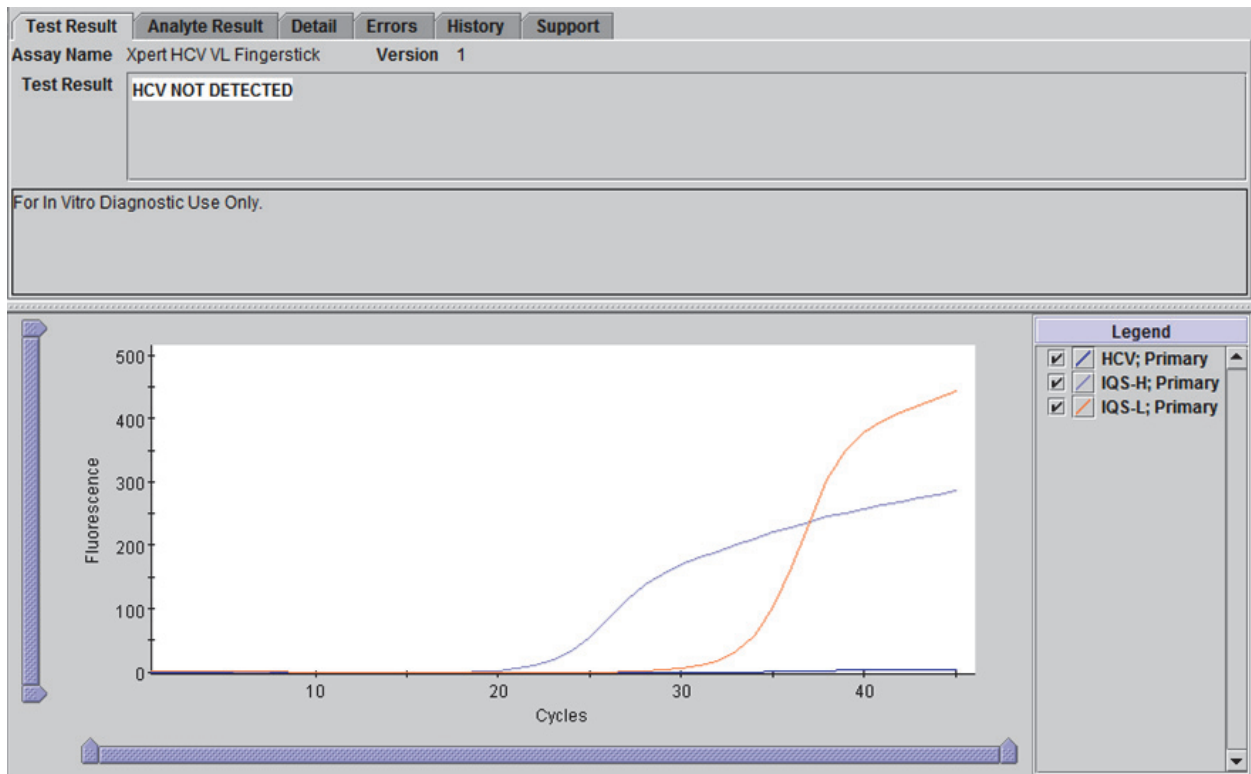 Test Result Analyte Result Detail Errors History Support
Assay Name Xpert HCV VL Fingerstick Version 1
Test Result HCV NOT DETECTED
For In Vitro Diagnostic Use Only.
Legend
HCV; Primary
IQS-H; Primary
IQS-L; Primary
500
400
300
200
100
0
Fluorescence
10 20 30 40
Cycles